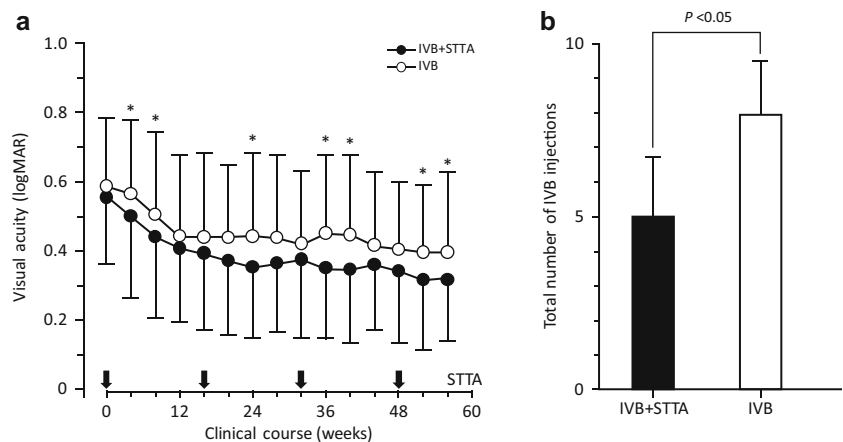 a
1.0
0.8
0.6
0.4
0.2
0
Visual acuity (logMAR)
IVB+STTA
IVB
* * * * * * *
STTA
0 12 24 36 48 60
Clinical course (weeks)
b
P <0.05
10
5
0
Total number of IVB injections
IVB+STTA IVB